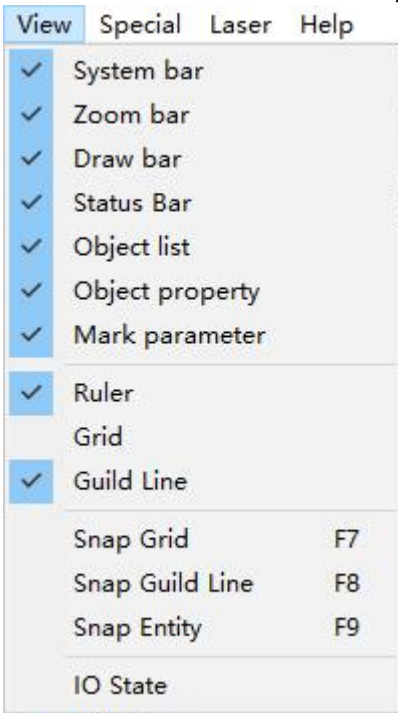 View Special Laser Help
System bar
Zoom bar
Draw bar
Status Bar
Object list
Object property
Mark parameter
Ruler
Grid
Guild Line
Snap Grid F7
Snap Guild Line F8
Snap Entity F9
IO State